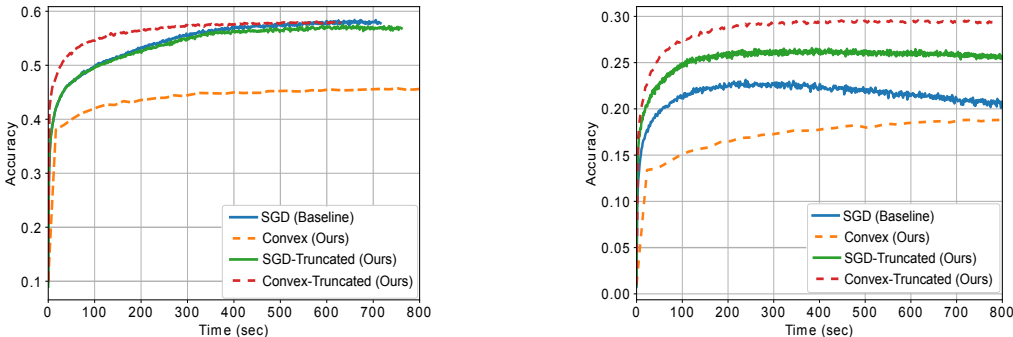 0.6
0.5
0.4
0.3
0.2
0.1
Accuracy
0
100
200
300
400
500
600
700
800
Time (sec)
SGD (Baseline)
Convex (Ours)
SGD-Truncated (Ours)
Convex-Truncated (Ours)
0.30
0.25
0.20
0.15
0.10
0.05
0.00
Accuracy
0
100
200
300
400
500
600
700
800
Time (sec)
SGD (Baseline)
Convex (Ours)
SGD-Truncated (Ours)
Convex-Truncated (Ours)